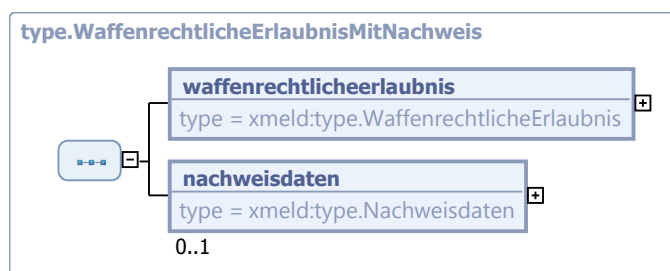 type.WaffenrechtlicheErlaubnisMitNachweis
waffenrechtlicheerlaubnis
type = xmeld:type.WaffenrechtlicheErlaubnis
nachweisdaten
type = xmeld:type.Nachweisdaten
0..1